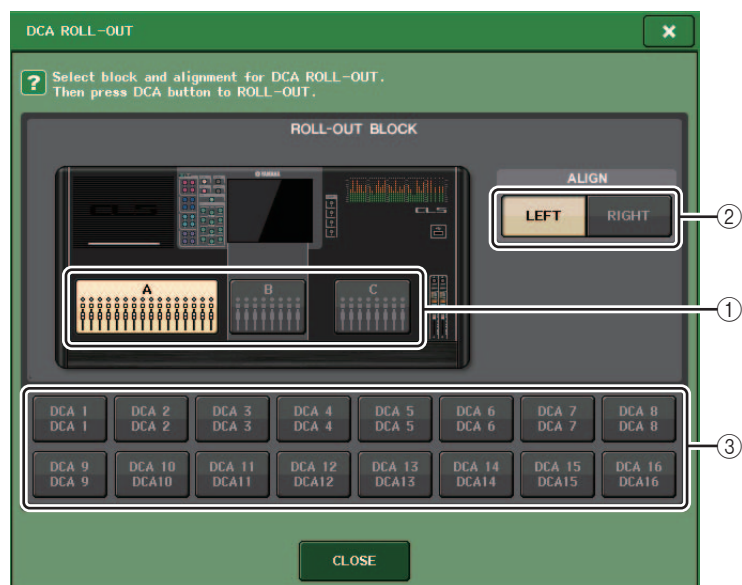 DCA ROLL-OUT
?
Select block and alignment for DCA ROLL-OUT.
Then press DCA button to ROLL-OUT.
ROLL-OUT BLOCK
YAMAHA
CL5
CL5
ALIGN
LEFT RIGHT
②
A B C
①
DCA 1 DCA 2 DCA 3 DCA 4 DCA 5 DCA 6 DCA 7 DCA 8
DCA 1 DCA 2 DCA 3 DCA 4 DCA 5 DCA 6 DCA 7 DCA 8
③
DCA 9 DCA 10 DCA 11 DCA 12 DCA 13 DCA 14 DCA 15 DCA 16
DCA 9 DCA10 DCA11 DCA12 DCA13 DCA14 DCA15 DCA16
CLOSE